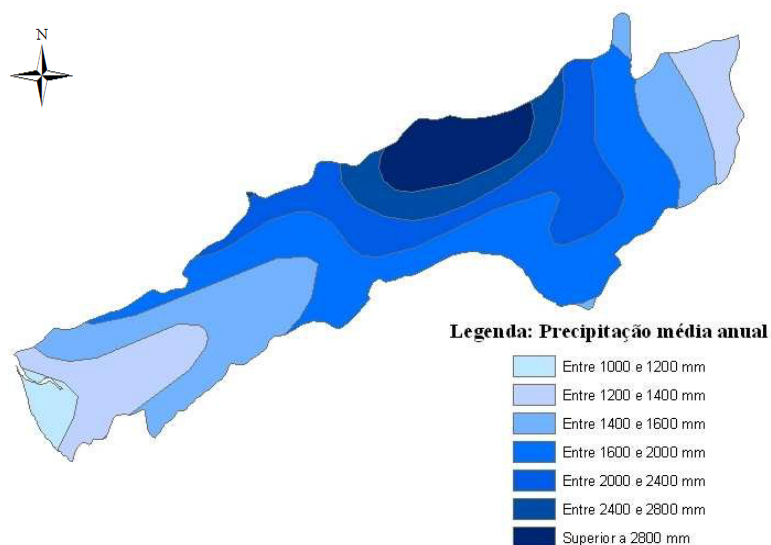 N
Legenda: Precipitação média anual
Entre 1000 e 1200 mm
Entre 1200 e 1400 mm
Entre 1400 e 1600 mm
Entre 1600 e 2000 mm
Entre 2000 e 2400 mm
Entre 2400 e 2800 mm
Superior a 2800 mm